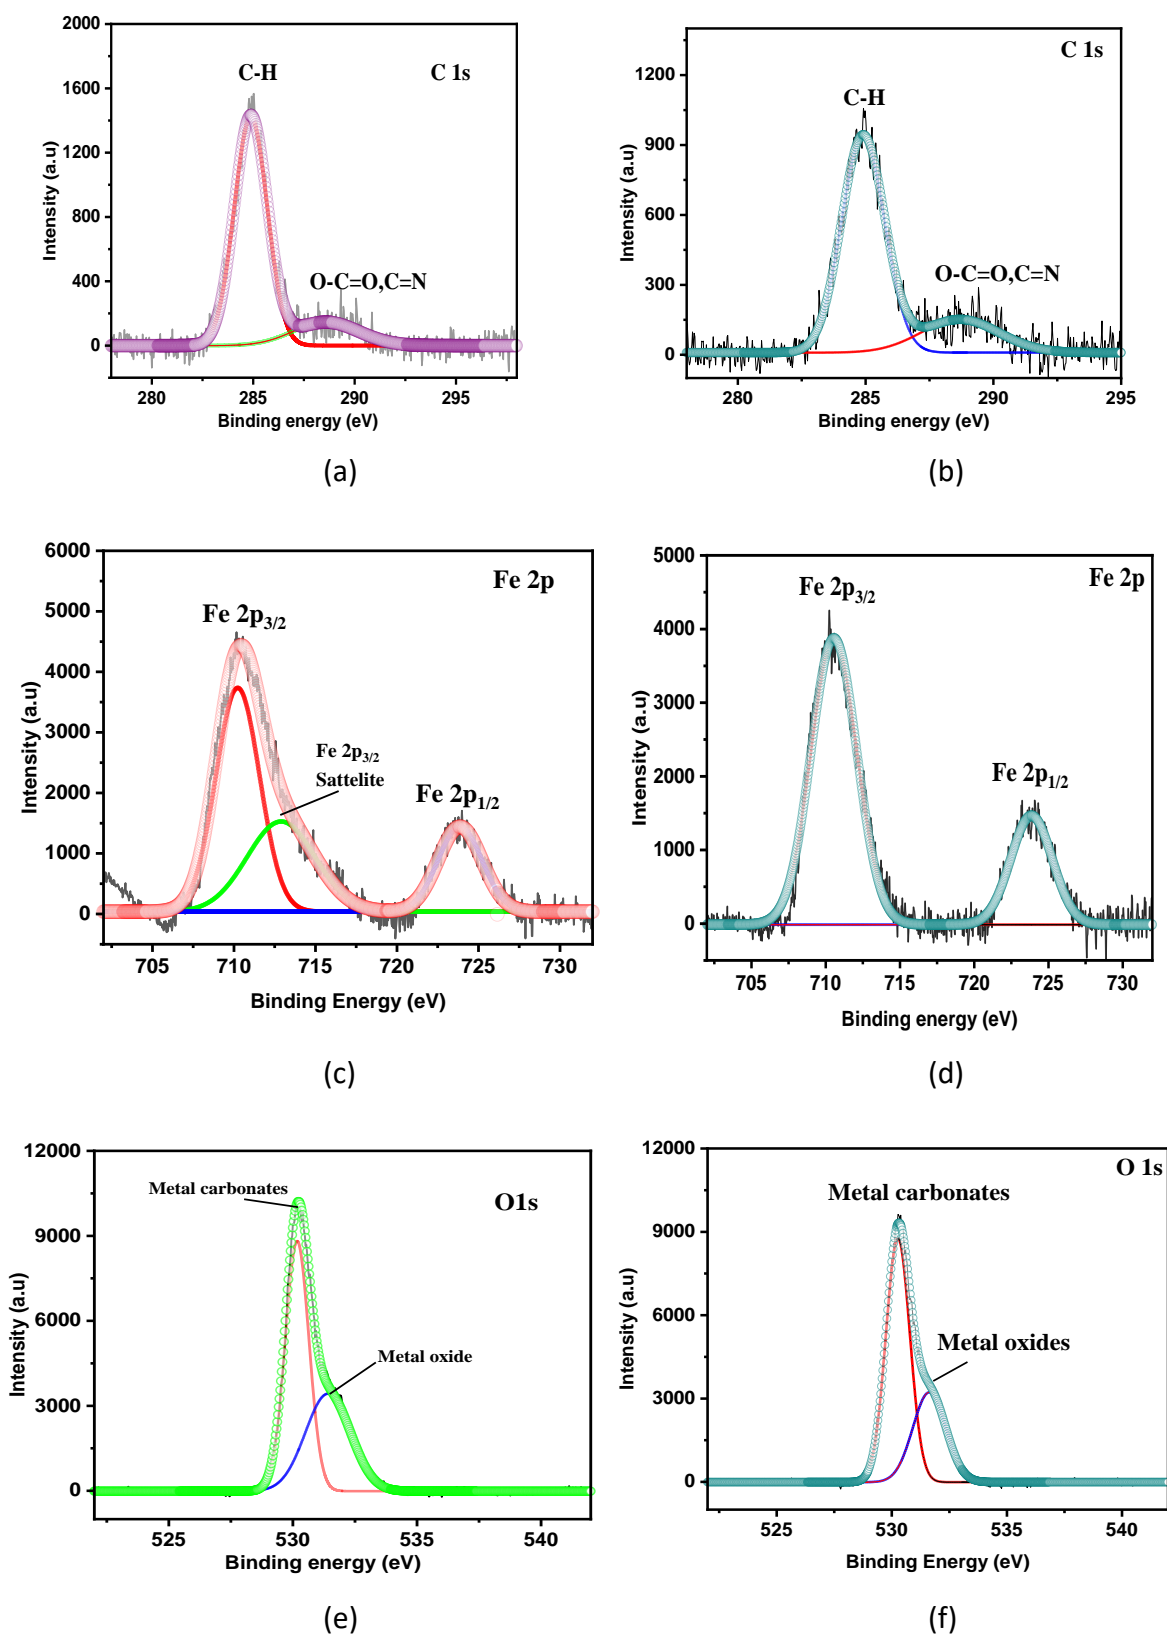 2000
1600
1200
800
400
0
Intensity (a.u)
C-H
C 1s
O-C=O,C=N
280
285
290
295
Binding energy (eV)
(a)
1200
900
600
300
0
Intensity (a.u)
C 1s
C-H
O-C=O,C=N
280
285
290
295
Binding energy (eV)
(b)
6000
5000
4000
3000
2000
1000
0
Intensity (a.u)
Fe 2p
Fe 2p3/2
Fe 2p3/2
Sattelite
Fe 2p1/2
705
710
715
720
725
730
Binding Energy (eV)
(c)
5000
4000
3000
2000
1000
0
Intensity (a.u)
Fe 2p
Fe 2p3/2
Fe 2p1/2
705
710
715
720
725
730
Binding energy (eV)
(d)
12000
9000
6000
3000
0
Intensity (a.u)
Metal carbonates
O1s
Metal oxide
525
530
535
540
Binding energy (eV)
(e)
12000
9000
6000
3000
0
Intensity (a.u)
O 1s
Metal carbonates
Metal oxides
525
530
535
540
Binding Energy (eV)
(f)